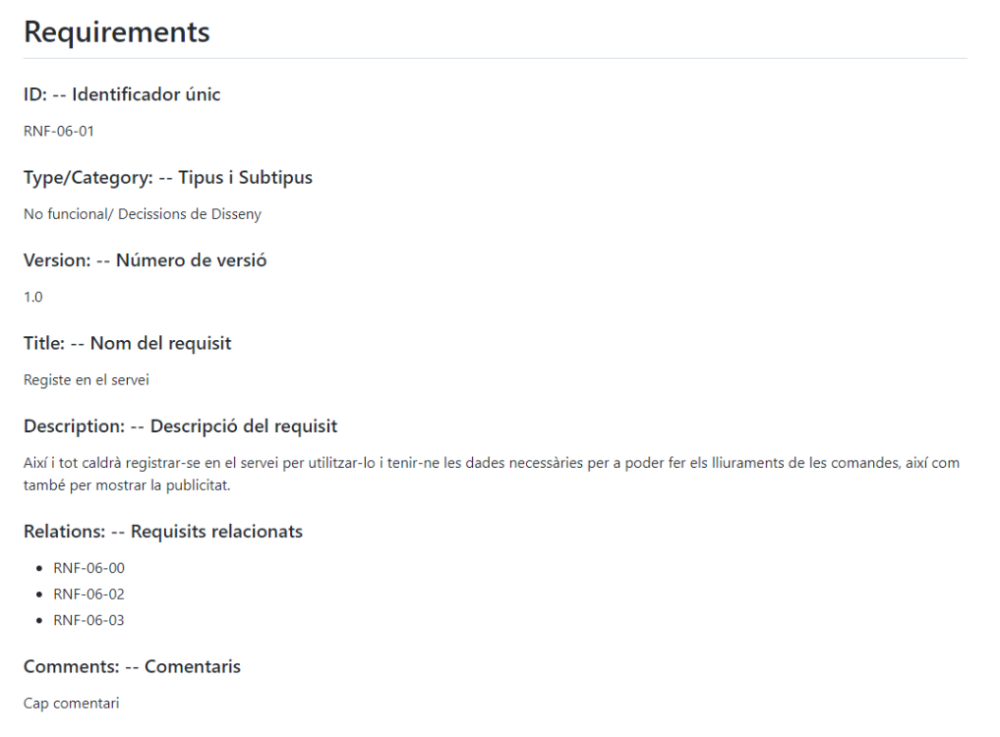 Requirements
ID: -- Identificador únic
RNF-06-01
Type/Category: -- Tipus i Subtipus
No funcional/ Decissions de Disseny
Version: -- Número de versió
1.0
Title: -- Nom del requisit
Registe en el servei
Description: -- Descripció del requisit
Així i tot caldrà registrar-se en el servei per utilitzar-lo i tenir-ne les dades necessàries per a poder fer els lliuraments de les comandes, així com
també per mostrar la publicitat.
Relations: -- Requisits relacionats
• RNF-06-00
• RNF-06-02
• RNF-06-03
Comments: -- Comentaris
Cap comentari